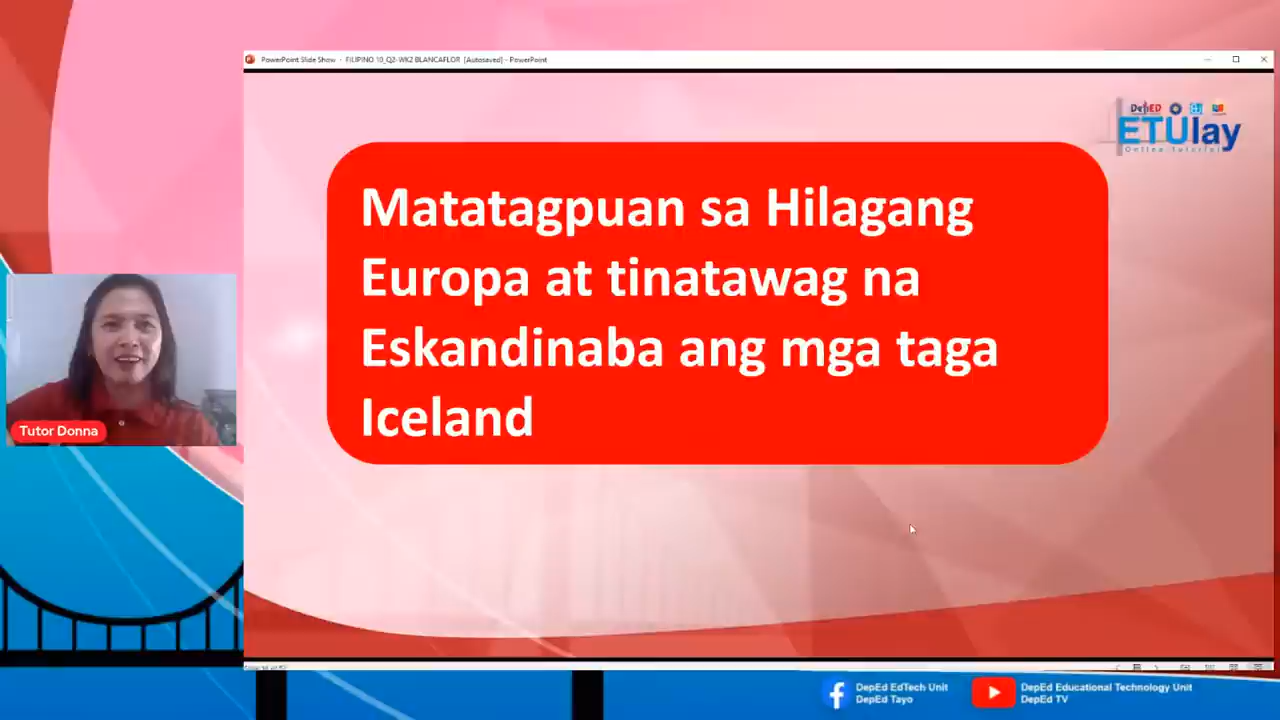 PowerPoint Slide Show - FILIPINO 10_Q2-WK2 BLANCAFLOR [Autosaved] - PowerPoint
DepED
ETUlay
Online Tutorial
Matatagpuan sa Hilagang
Europa at tinatawag na
Eskandinaba ang mga taga
Iceland
Tutor Donna
DepEd EdTech Unit
DepEd Tayo
DepEd Educational Technology Unit
DepEd TV